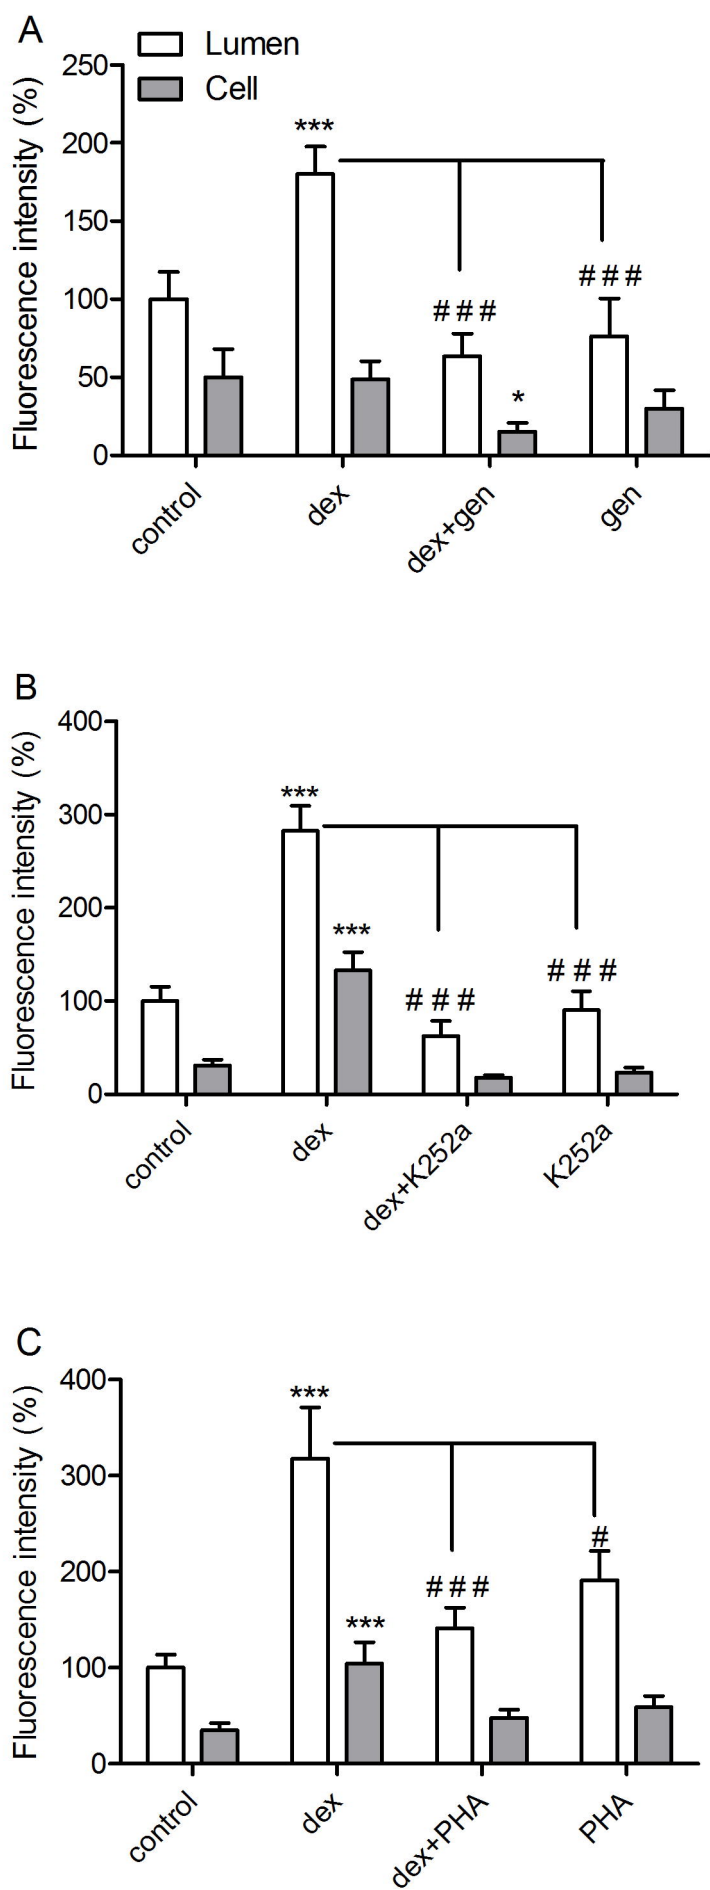 A
Lumen
Cell
Fluorescence intensity (%)
250
200
150
100
50
0
***
###
###
*
control
dex
dex+gen
gen
B
Fluorescence intensity (%)
400
300
200
100
0
***
***
###
###
control
dex
dex+K252a
K252a
C
Fluorescence intensity (%)
400
300
200
100
0
***
***
###
#
control
dex
dex+PHA
PHA